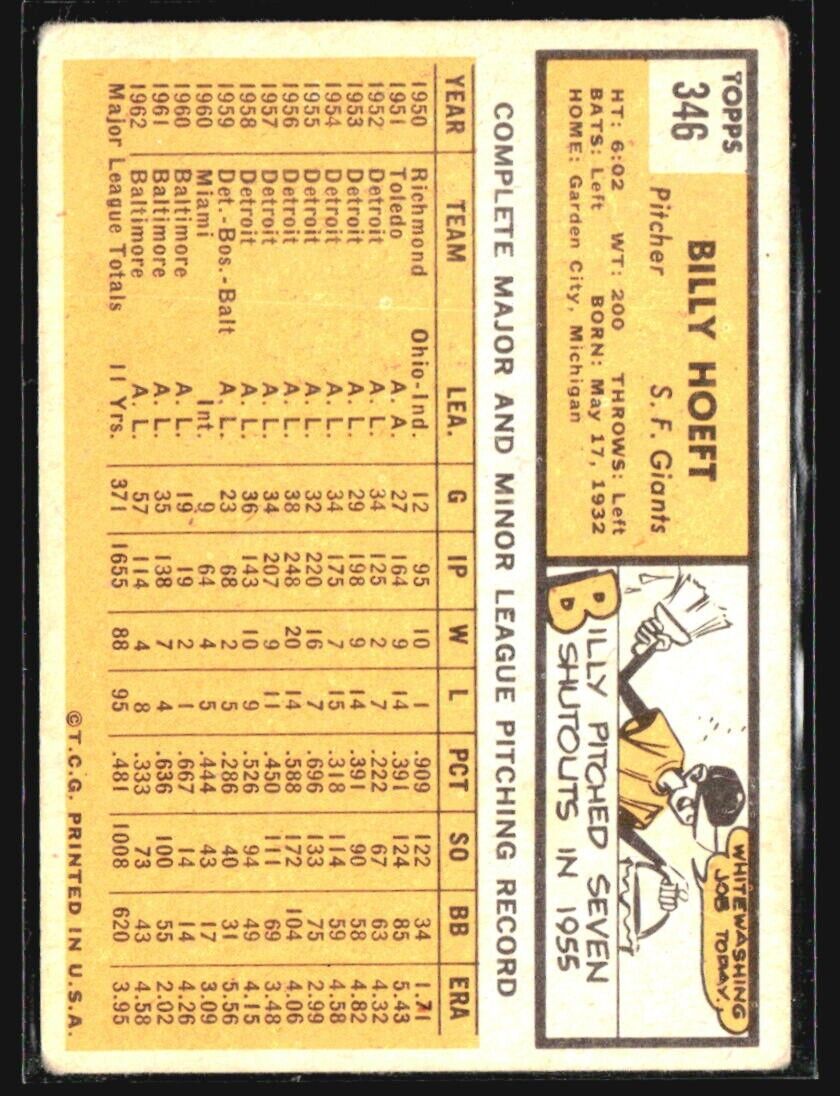 TOPPS
346
BILLY HOEFT
Pitcher S. F. Giants
HT: 6:02 WT: 200 THROWS: Left
BATS: Left BORN: May 17, 1932
HOME: Garden City, Michigan
WHITEWASHING
JOB TODAY.
BILLY PITCHED SEVEN
SHUTOUTS IN 1955
COMPLETE MAJOR AND MINOR LEAGUE PITCHING RECORD
YEAR TEAM LEA. G IP W L PCT SO BB ERA
1950 Richmond Ohio-Ind. 12 95 10 1 .909 122 34 1.71
1951 Toledo A. A. 27 164 9 14 .391 124 85 5.43
1952 Detroit A. L. 34 125 2 7 .222 67 63 4.32
1953 Detroit A. L. 29 198 9 14 .391 90 58 4.82
1954 Detroit A. L. 34 175 7 15 .318 114 59 4.58
1955 Detroit A. L. 32 220 16 7 .696 133 75 2.99
1956 Detroit A. L. 38 248 20 14 .588 172 104 4.06
1957 Detroit A. L. 34 207 9 11 .450 111 69 3.48
1958 Detroit A. L. 36 143 10 9 .526 94 49 4.15
1959 Det.-Bos.-Balt A. L. 23 68 2 5 .286 40 31 5.56
1960 Miami Int. 9 64 4 5 .444 43 17 3.09
1960 Baltimore A. L. 19 19 2 1 .667 14 14 4.26
1961 Baltimore A. L. 35 138 7 4 .636 100 55 2.02
1962 Baltimore A. L. 57 114 4 8 .333 73 43 4.58
Major League Totals 11 Yrs. 371 1655 88 95 .481 1008 620 3.95
©T.C.G. PRINTED IN U.S.A.